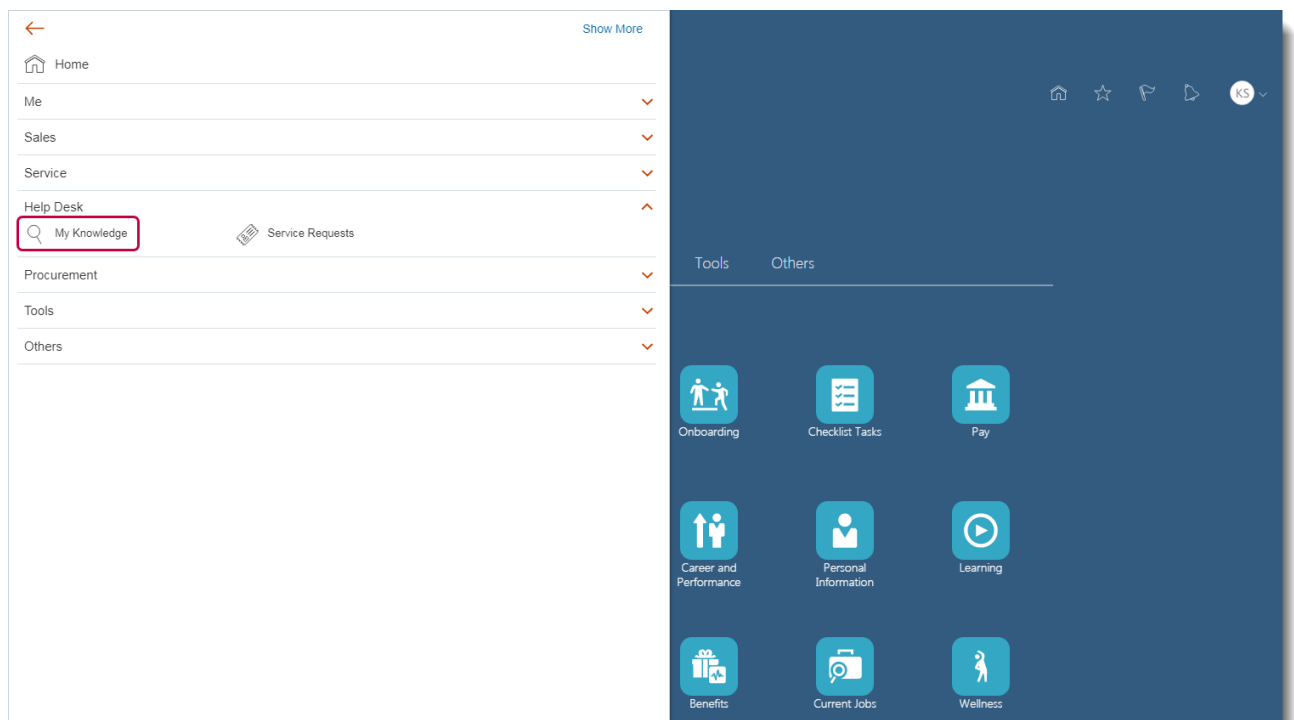 Show More
Home
Me
Sales
Service
Help Desk
My Knowledge
Service Requests
Procurement
Tools
Others
KS
Tools Others
Onboarding
Checklist Tasks
Pay
Career and
Performance
Personal
Information
Learning
Benefits
Current Jobs
Wellness